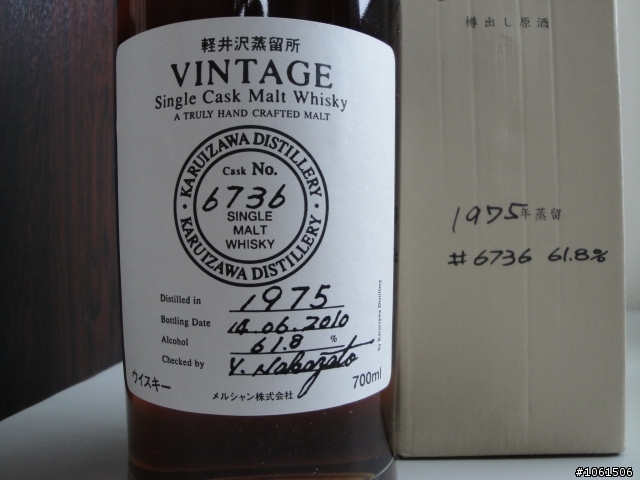 軽井沢蒸留所
VINTAGE
Single Cask Malt Whisky
A TRULY HAND CRAFTED MALT
KARUIZAWA DISTILLERY
Cask No.
6736
SINGLE
MALT
WHISKY
KARUIZAWA DISTILLERY
Distilled in 1975
Bottling Date 14.06.2010
Alcohol 61.8 %
Checked by Y. Nakazato
by Karuizawa Distillery
ウイスキー 700ml
メルシャン株式会社
樽出し原酒
1975年蒸留
#6736 61.8%
#1061506